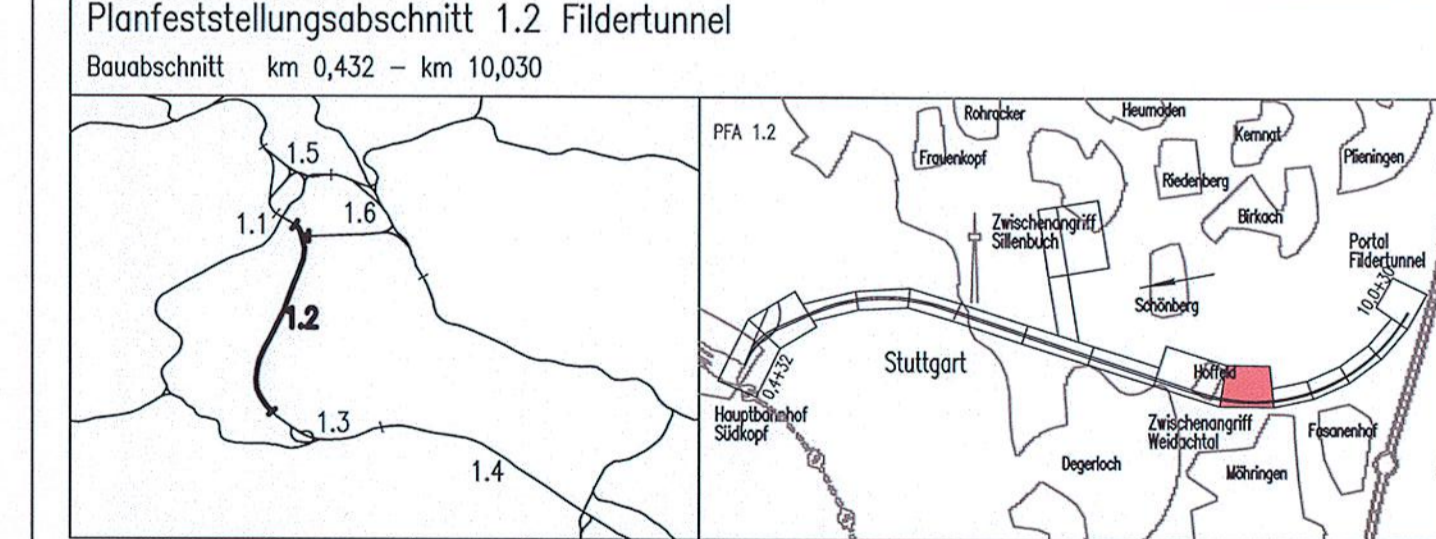 Planfeststellungsabschnitt 1.2 Fildertunnel
Bauabschnitt km 0,432 – km 10,030
1.5
1.1
1.6
1.2
1.3
1.4
PFA 1.2
Rohracker
Heumaden
Frauenkopf
Kemnat
Plieningen
Riedenberg
Birkach
Zwischenangriff
Sillenbuch
Portal
Fildertunnel
10,0+30
Schönberg
Stuttgart
Hoffeld
0,4+32
Hauptbahnhof
Südkopf
Zwischenangriff
Weidachtal
Fasanenhof
Degerloch
Möhringen